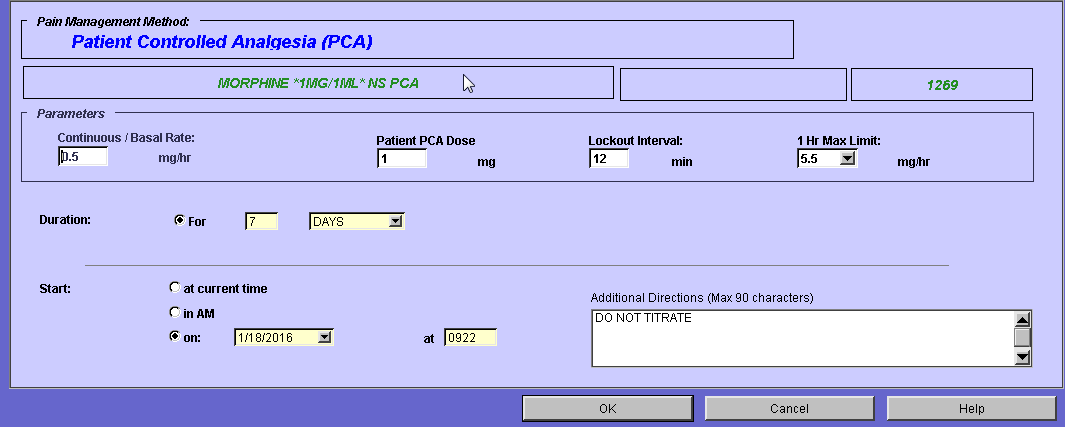 Pain Management Method:
Patient Controlled Analgesia (PCA)
MORPHINE *1MG/1ML* NS PCA
1269
Parameters
Continuous / Basal Rate:
0.5 mg/hr
Patient PCA Dose
1 mg
Lockout Interval:
12 min
1 Hr Max Limit:
5.5 mg/hr
Duration: For 7 DAYS
Start: at current time
in AM
on: 1/18/2016 at 0922
Additional Directions (Max 90 characters)
DO NOT TITRATE
OK Cancel Help